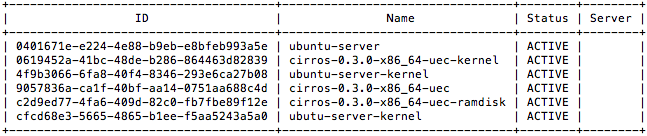 +--------------------------------------+---------------------------------+--------+--------+
| ID | Name | Status | Server |
+--------------------------------------+---------------------------------+--------+--------+
| 0401671e-e224-4e88-b9eb-e8bfeb993a5e | ubuntu-server | ACTIVE | |
| 0619452a-41bc-48de-b286-864463d82839 | cirros-0.3.0-x86_64-uec-kernel | ACTIVE | |
| 4f9b3066-6fa8-40f4-8346-293e6ca27b08 | ubuntu-server-kernel | ACTIVE | |
| 9057836a-ca1f-40bf-aa14-0751aa688c4d | cirros-0.3.0-x86_64-uec | ACTIVE | |
| c2d9ed77-4fa6-409d-82c0-fb7fbe89f12e | cirros-0.3.0-x86_64-uec-ramdisk | ACTIVE | |
| cfcd68e3-5665-4865-b1ee-f5aa5243a5a0 | ubutu-server-kernel | ACTIVE | |
+--------------------------------------+---------------------------------+--------+--------+